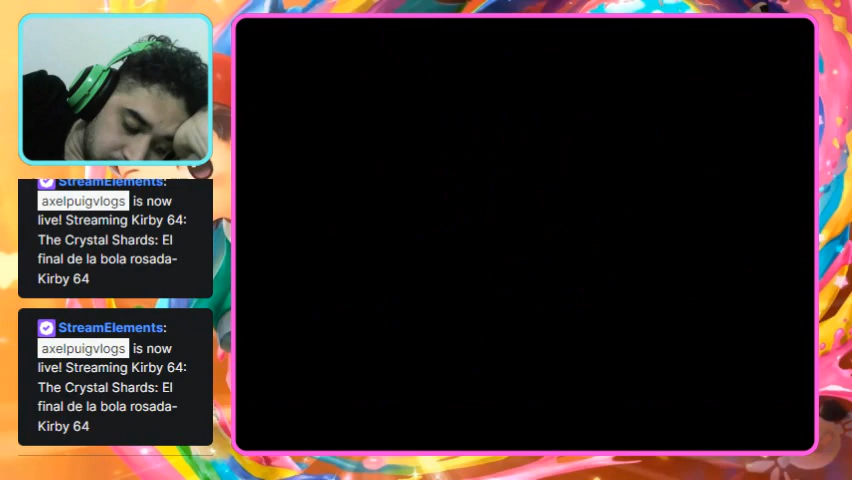 StreamElements:
axelpuigvlogs is now
live! Streaming Kirby 64:
The Crystal Shards: El
final de la bola rosada-
Kirby 64
StreamElements:
axelpuigvlogs is now
live! Streaming Kirby 64:
The Crystal Shards: El
final de la bola rosada-
Kirby 64